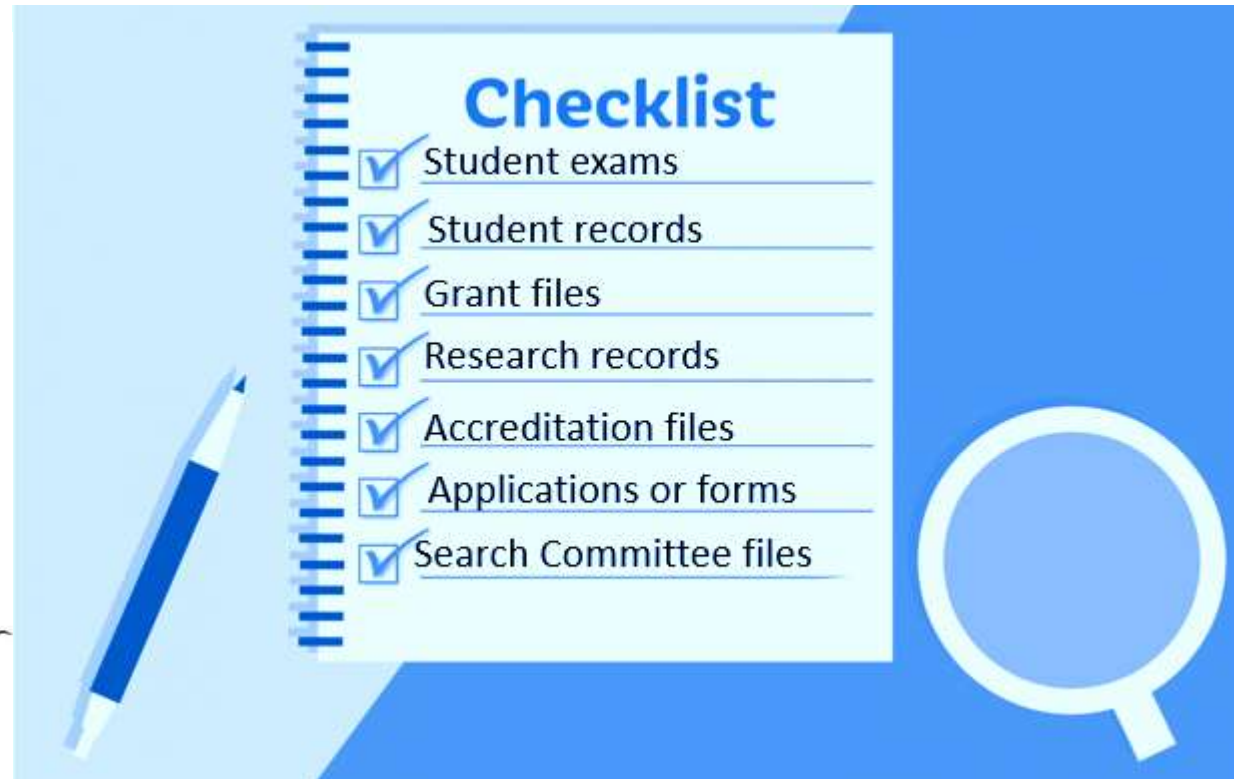 Checklist
Student exams
Student records
Grant files
Research records
Accreditation files
Applications or forms
Search Committee files